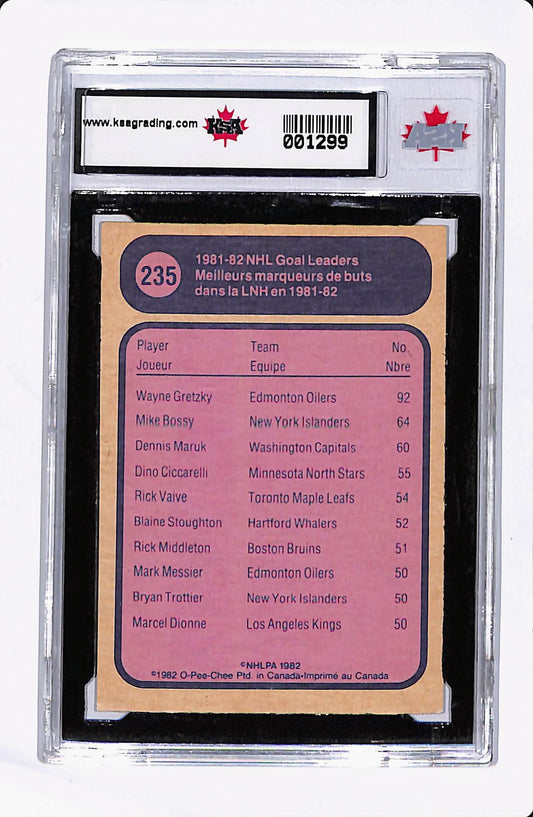 www.ksagrading.com KSA
001299
KSA
235
1981-82 NHL Goal Leaders
Meilleurs marqueurs de buts
dans la LNH en 1981-82
Player Team No.
Joueur Equipe Nbre
Wayne Gretzky Edmonton Oilers 92
Mike Bossy New York Islanders 64
Dennis Maruk Washington Capitals 60
Dino Ciccarelli Minnesota North Stars 55
Rick Vaive Toronto Maple Leafs 54
Blaine Stoughton Hartford Whalers 52
Rick Middleton Boston Bruins 51
Mark Messier Edmonton Oilers 50
Bryan Trottier New York Islanders 50
Marcel Dionne Los Angeles Kings 50
©NHLPA 1982
©1982 O-Pee-Chee Ptd. in Canada-Imprimé au Canada